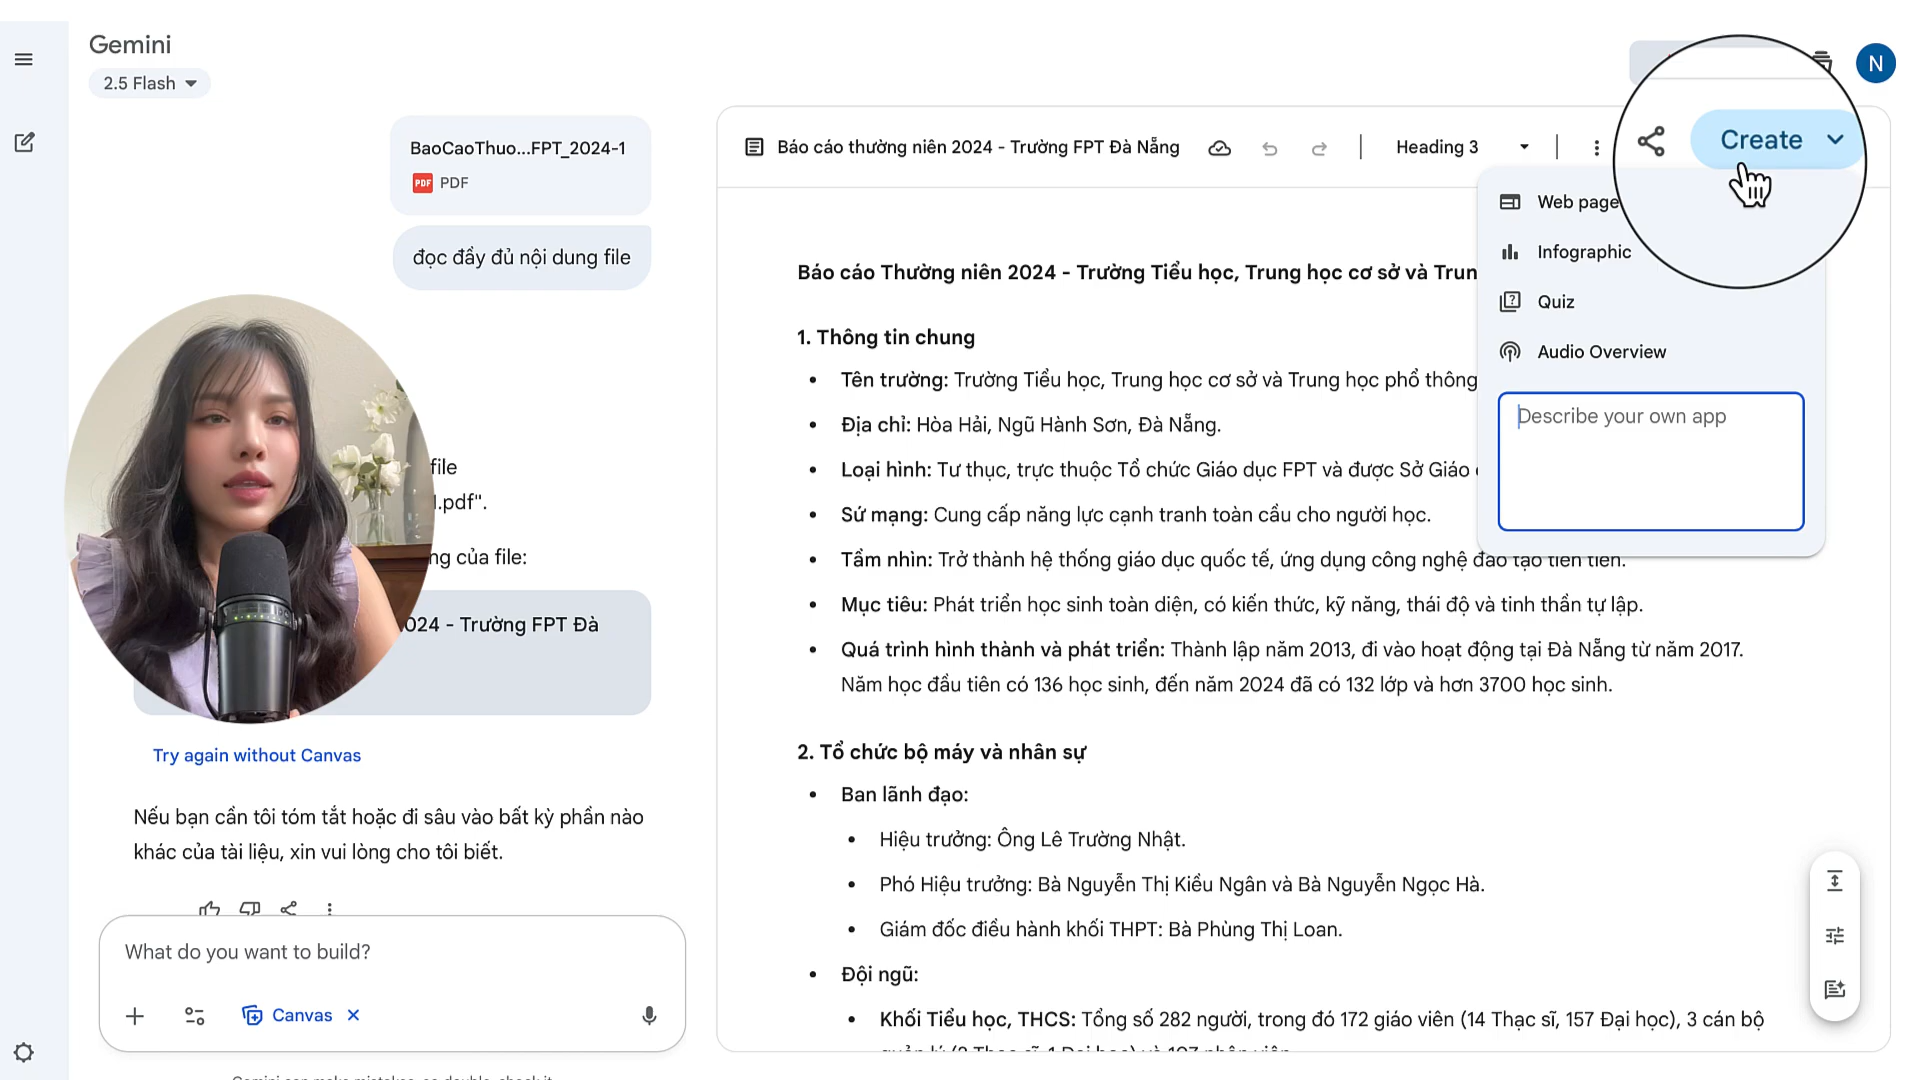 Gemini
2.5 Flash
N
BaoCaoThuo...FPT_2024-1
PDF PDF
đọc đầy đủ nội dung file
file
.pdf".
ng của file:
024 - Trường FPT Đà
Try again without Canvas
Nếu bạn cần tôi tóm tắt hoặc đi sâu vào bất kỳ phần nào
khác của tài liệu, xin vui lòng cho tôi biết.
What do you want to build?
Canvas
Gemini can make mistakes, so double-check it
Báo cáo thường niên 2024 - Trường FPT Đà Nẵng
Heading 3
Create
Web page
Infographic
Quiz
Audio Overview
Describe your own app
Báo cáo Thường niên 2024 - Trường Tiểu học, Trung học cơ sở và Trun
1. Thông tin chung
Tên trường: Trường Tiểu học, Trung học cơ sở và Trung học phổ thông
Địa chỉ: Hòa Hải, Ngũ Hành Sơn, Đà Nẵng.
Loại hình: Tư thục, trực thuộc Tổ chức Giáo dục FPT và được Sở Giáo
Sứ mạng: Cung cấp năng lực cạnh tranh toàn cầu cho người học.
Tầm nhìn: Trở thành hệ thống giáo dục quốc tế, ứng dụng công nghệ đào tạo tiên tiến.
Mục tiêu: Phát triển học sinh toàn diện, có kiến thức, kỹ năng, thái độ và tinh thần tự lập.
Quá trình hình thành và phát triển: Thành lập năm 2013, đi vào hoạt động tại Đà Nẵng từ năm 2017.
Năm học đầu tiên có 136 học sinh, đến năm 2024 đã có 132 lớp và hơn 3700 học sinh.
2. Tổ chức bộ máy và nhân sự
Ban lãnh đạo:
Hiệu trưởng: Ông Lê Trường Nhật.
Phó Hiệu trưởng: Bà Nguyễn Thị Kiều Ngân và Bà Nguyễn Ngọc Hà.
Giám đốc điều hành khối THPT: Bà Phùng Thị Loan.
Đội ngũ:
Khối Tiểu học, THCS: Tổng số 282 người, trong đó 172 giáo viên (14 Thạc sĩ, 157 Đại học), 3 cán bộ